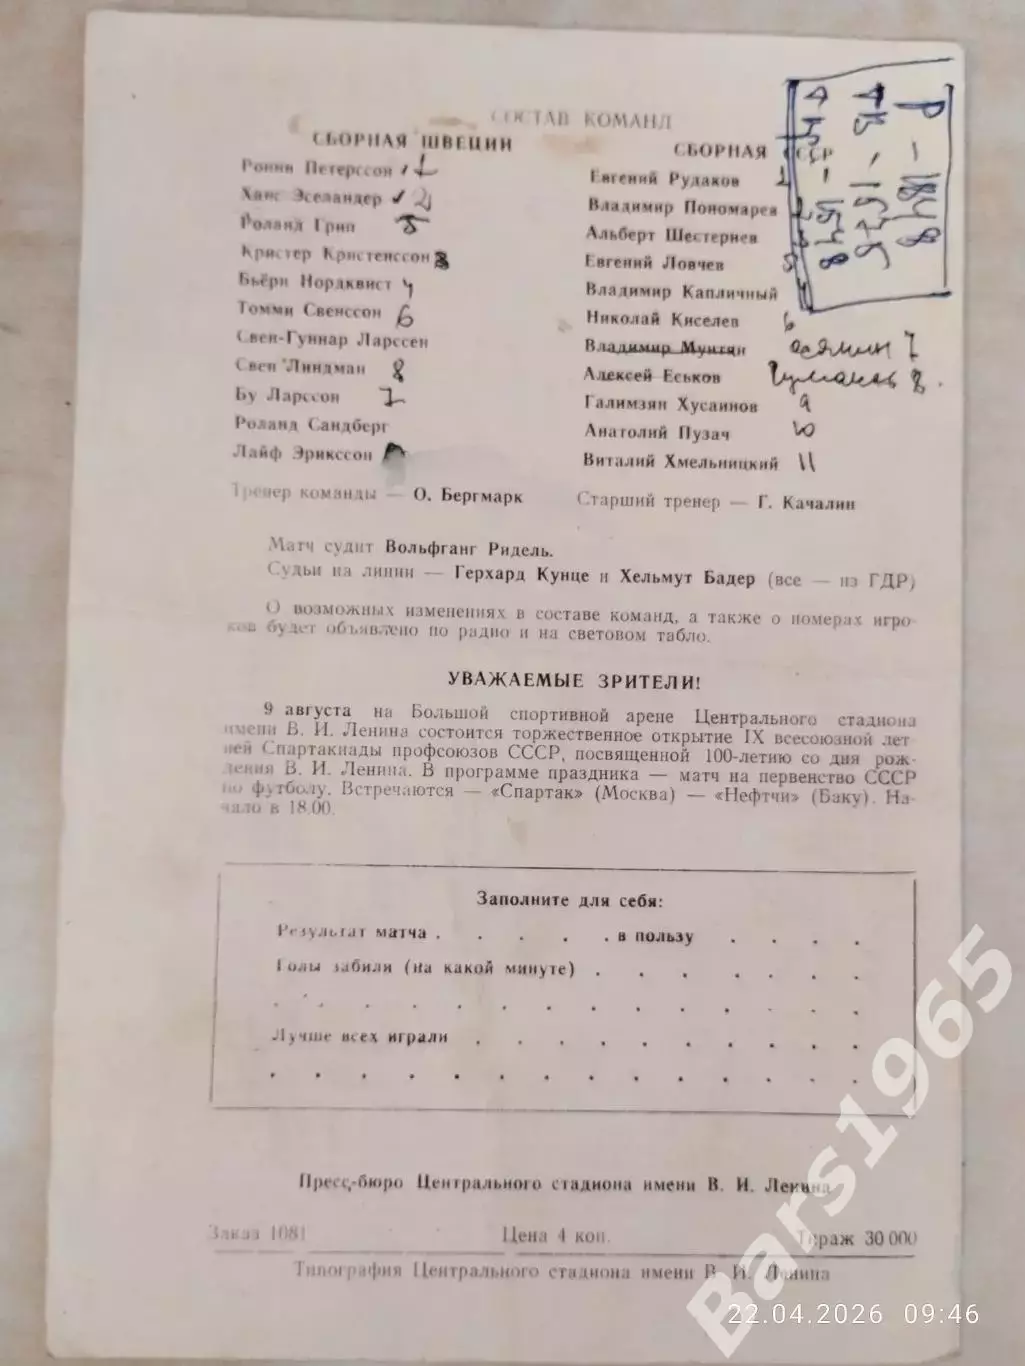 СОСТАВ КОМАНД
СБОРНАЯ ШВЕЦИИ
Ронни Петерссон 1
Ханс Эселандер 2
Роланд Грип 5
Кристер Кристенссон 3
Бьёрн Нордквист 4
Томми Свенссон 6
Свен-Гуннар Ларссен
Свен Линдман 8
Бу Ларссон 7
Роланд Сандберг
Лайф Эрикссон
Тренер команды — О. Бергмарк
СБОРНАЯ СССР
Евгений Рудаков 1
Владимир Пономарев 2
Альберт Шестернев
Евгений Ловчев 5
Владимир Капличный 4
Николай Киселев 6
Владимир Мунтян 7
Алексей Еськов 8.
Галимзян Хусаинов 9
Анатолий Пузач 10
Виталий Хмельницкий 11
Старший тренер — Г. Качалин
Р - 1848
Матч судит Вольфганг Ридель.
Судьи на линии — Герхард Кунце и Хельмут Бадер (все — из ГДР)
О возможных изменениях в составе команд, а также о номерах игро-
ков будет объявлено по радио и на световом табло.
УВАЖАЕМЫЕ ЗРИТЕЛИ!
9 августа на Большой спортивной арене Центрального стадиона
имени В. И. Ленина состоится торжественное открытие IX всесоюзной лет
ней Спартакиады профсоюзов СССР, посвященной 100-летию со дня рож-
дения В. И. Ленина. В программе праздника — матч на первенство СССР
по футболу. Встречаются — «Спартак» (Москва) — «Нефтчи» (Баку). На-
чало в 18.00.
Заполните для себя:
Результат матча . . . . . в пользу . . . .
Голы забили (на какой минуте) . . . . . . .
. . . . . . . . . . . . . .
Лучше всех играли . . . . . . . . . .
. . . . . . . . . . . . . .
Пресс-бюро Центрального стадиона имени В. И. Ленина
Заказ 1081 Цена 4 коп. Тираж 30 000
Типография Центрального стадиона имени В. И. Ленина
Bars1965
22.04.2026 09:46